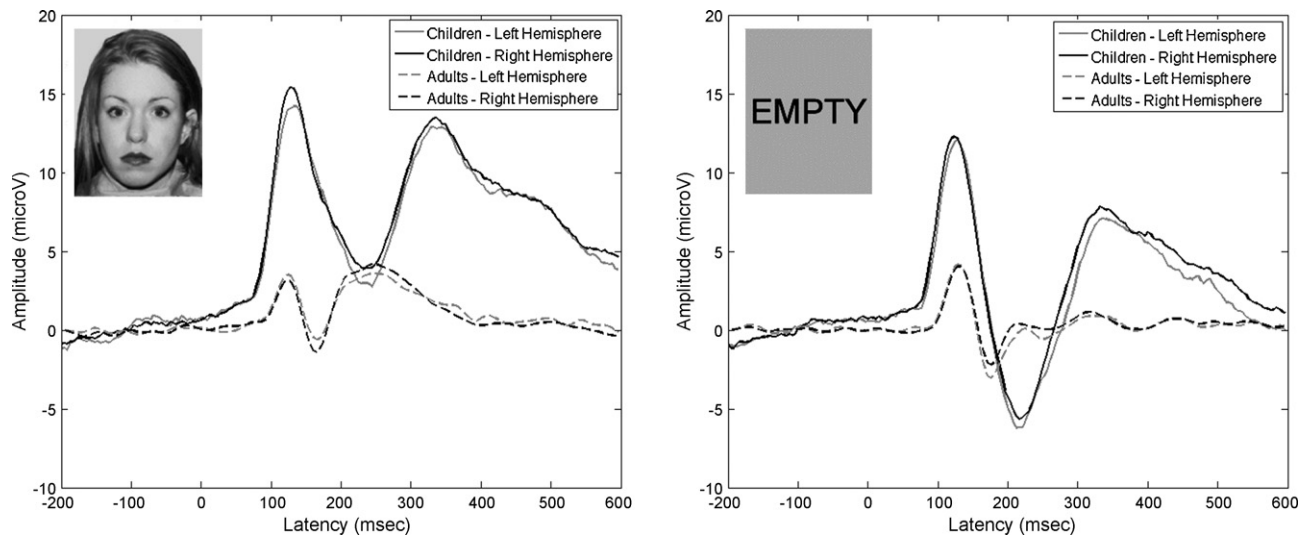 20
15
10
5
0
-5
-10
Amplitude (microV)
Children - Left Hemisphere
Children - Right Hemisphere
Adults - Left Hemisphere
Adults - Right Hemisphere
-200 -100 0 100 200 300 400 500 600
Latency (msec)
20
15
10
5
0
-5
-10
Amplitude (microV)
EMPTY
Children - Left Hemisphere
Children - Right Hemisphere
Adults - Left Hemisphere
Adults - Right Hemisphere
-200 -100 0 100 200 300 400 500 600
Latency (msec)